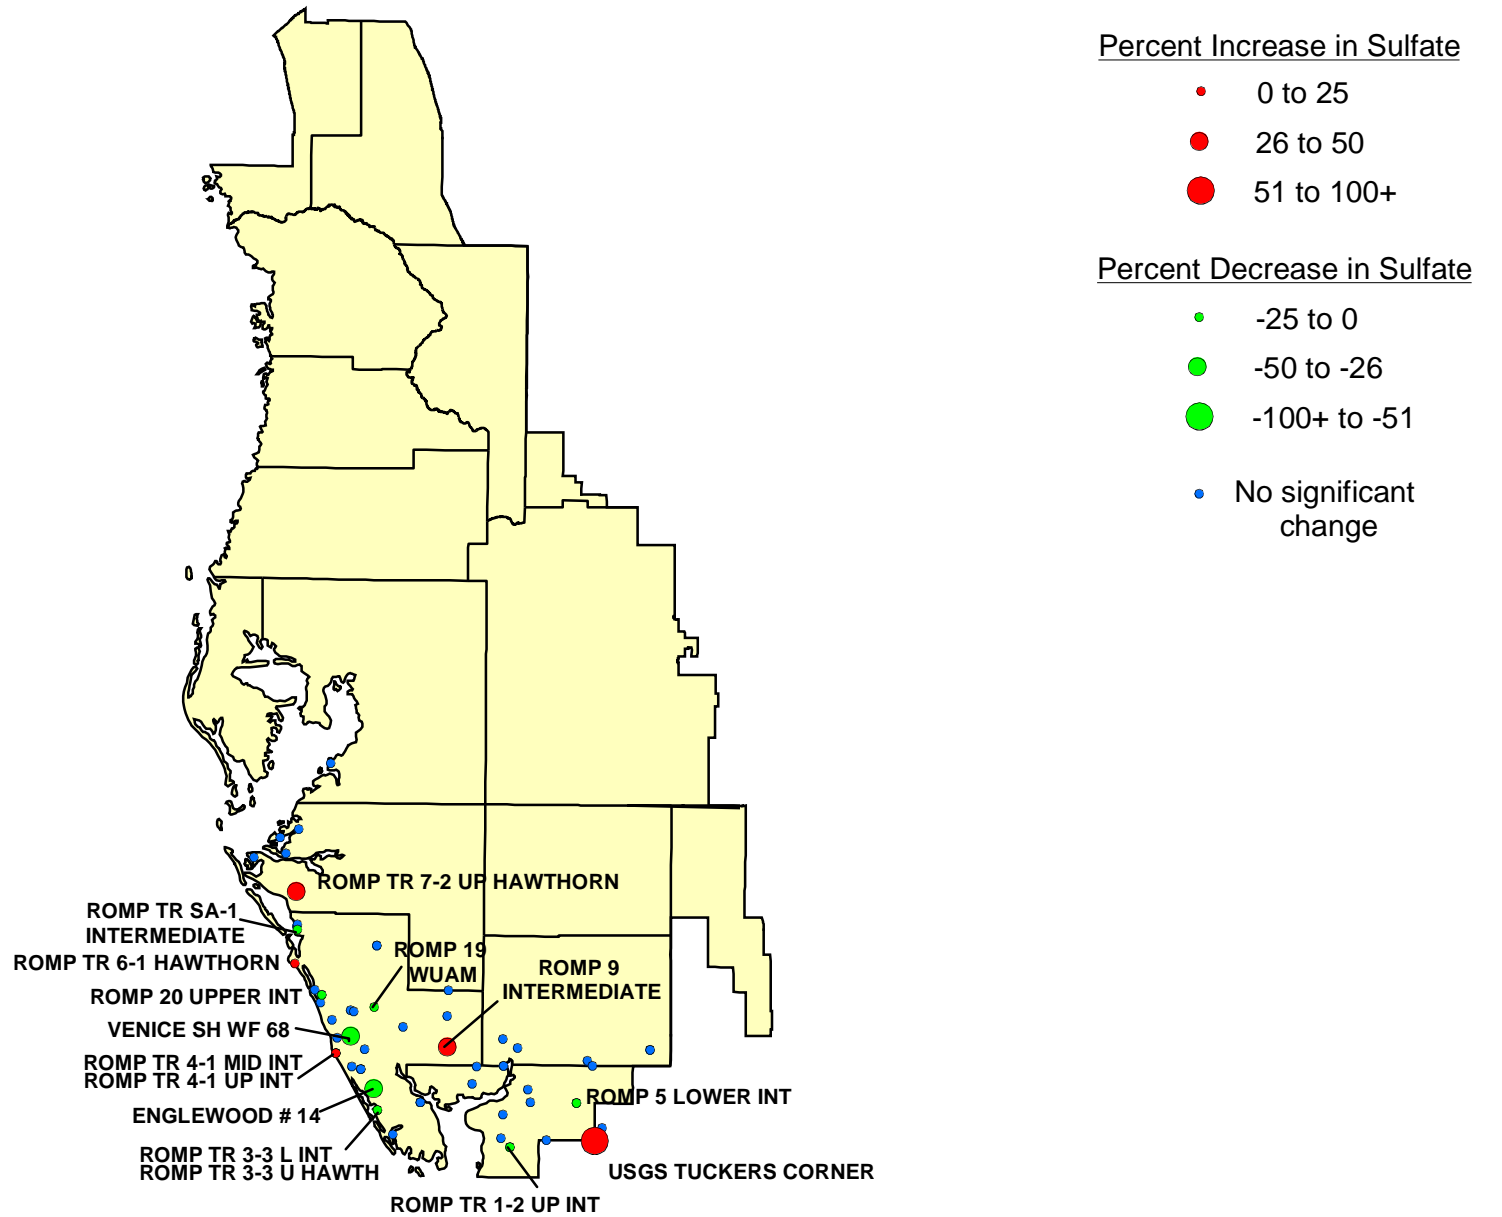 Percent Increase in Sulfate
0 to 25
26 to 50
51 to 100+
Percent Decrease in Sulfate
-25 to 0
-50 to -26
-100+ to -51
No significant
change
ROMP TR 7-2 UP HAWTHORN
ROMP TR SA-1
INTERMEDIATE
ROMP TR 6-1 HAWTHORN
ROMP 19
WUAM
ROMP 9
INTERMEDIATE
ROMP 20 UPPER INT
VENICE SH WF 68
ROMP TR 4-1 MID INT
ROMP TR 4-1 UP INT
ROMP 5 LOWER INT
ENGLEWOOD # 14
ROMP TR 3-3 L INT
ROMP TR 3-3 U HAWTH
USGS TUCKERS CORNER
ROMP TR 1-2 UP INT